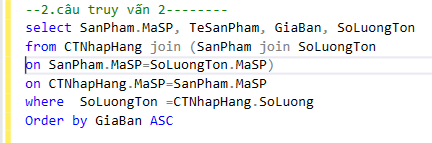 --2.câu truy vấn 2--------
select SanPham.MaSP, TeSanPham, GiaBan, SoLuongTon
from CTNhapHang join (SanPham join SoLuongTon
on SanPham.MaSP=SoLuongTon.MaSP)
on CTNhapHang.MaSP=SanPham.MaSP
where  SoLuongTon =CTNhapHang.SoLuong
Order by GiaBan ASC